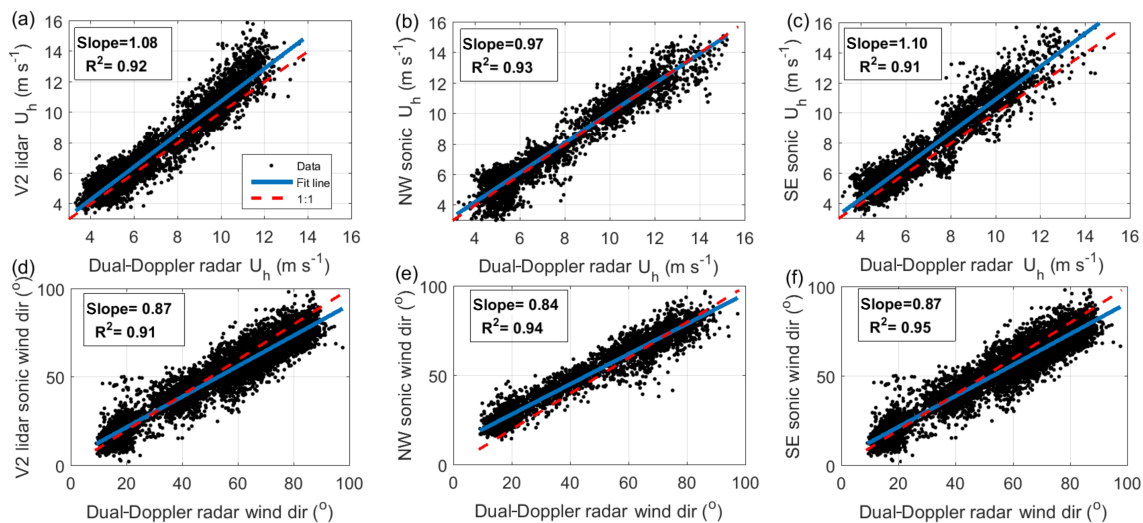 (a)
Slope=1.08
R²= 0.92
V2 lidar U_h (m s⁻¹)
16
14
12
10
8
6
4
Data
Fit line
1:1
4 6 8 10 12 14 16
Dual-Doppler radar U_h (m s⁻¹)
(b)
Slope=0.97
R²= 0.93
NW sonic U_h (m s⁻¹)
16
14
12
10
8
6
4
4 6 8 10 12 14 16
Dual-Doppler radar U_h (m s⁻¹)
(c)
Slope=1.10
R²= 0.91
SE sonic U_h (m s⁻¹)
16
14
12
10
8
6
4
4 6 8 10 12 14 16
Dual-Doppler radar U_h (m s⁻¹)
(d)
Slope= 0.87
R²= 0.91
V2 lidar sonic wind dir (°)
100
50
0
0 20 40 60 80 100
Dual-Doppler radar wind dir (°)
(e)
Slope= 0.84
R²= 0.94
NW sonic wind dir (°)
100
50
0
0 20 40 60 80 100
Dual-Doppler radar wind dir (°)
(f)
Slope=0.87
R²= 0.95
SE sonic wind dir (°)
100
50
0
0 20 40 60 80 100
Dual-Doppler radar wind dir (°)